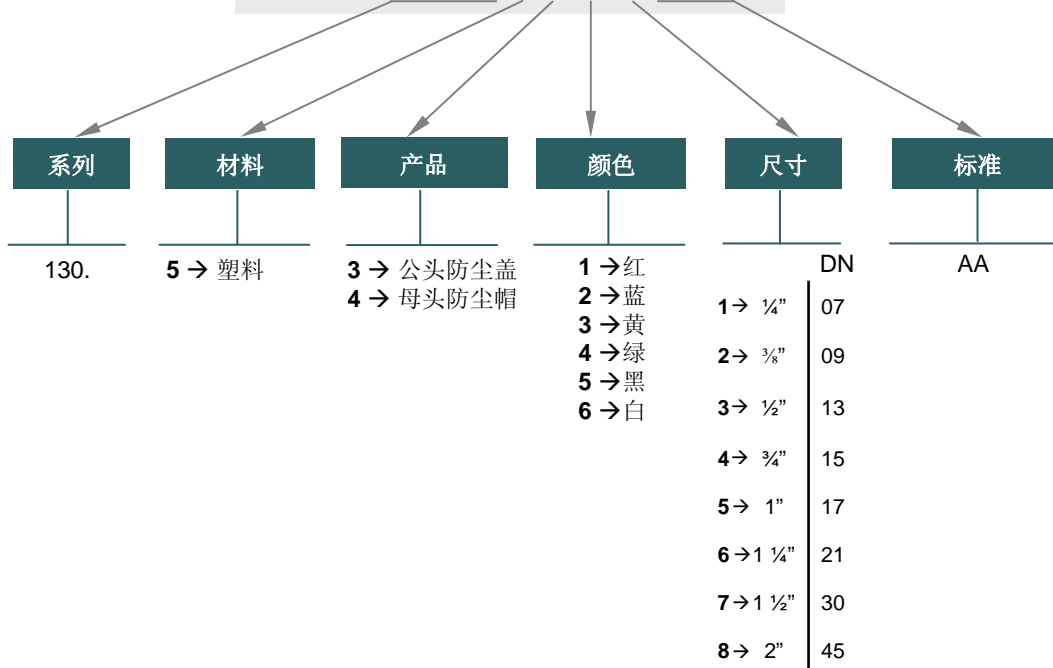 系列
材料
产品
颜色
尺寸
标准
130.
5 → 塑料
3 → 公头防尘盖
4 → 母头防尘帽
1 →红
2 →蓝
3 →黄
4 →绿
5 →黑
6 →白
DN
1→ ¼” 07
2→ ⅜” 09
3→ ½” 13
4→ ¾” 15
5→ 1” 17
6→1 ¼” 21
7→1 ½” 30
8→ 2” 45
AA